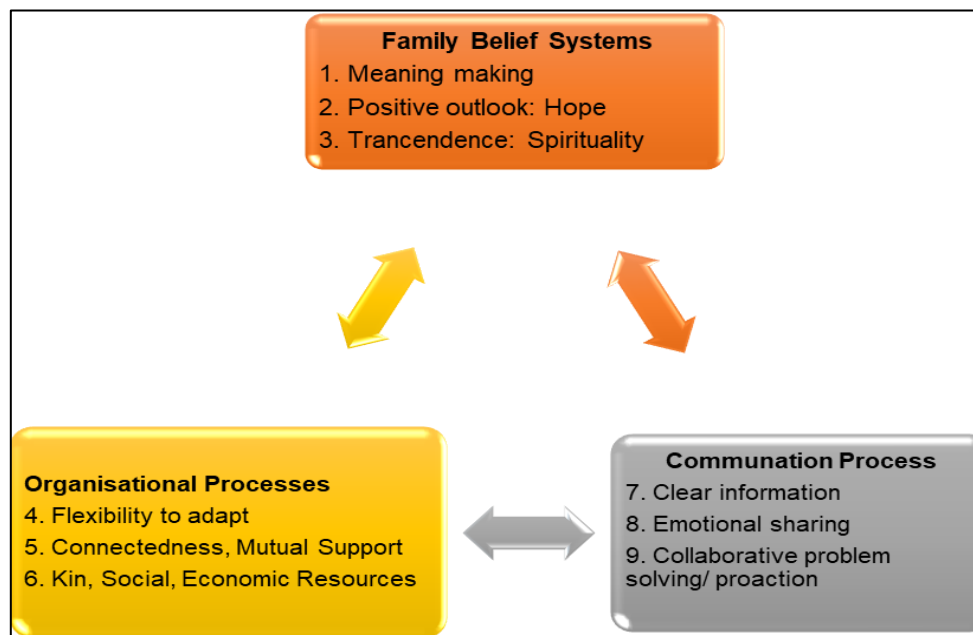 Family Belief Systems
1. Meaning making
2. Positive outlook: Hope
3. Trancendence: Spirituality
Organisational Processes
4. Flexibility to adapt
5. Connectedness, Mutual Support
6. Kin, Social, Economic Resources
Communation Process
7. Clear information
8. Emotional sharing
9. Collaborative problem
solving/ proaction